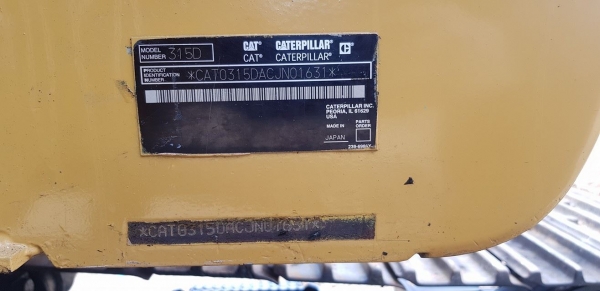 MODEL NUMBER 315D
CAT® CATERPILLAR
CAT® CATERPILLAR®
PRODUCT IDENTIFICATION NUMBER *CAT0315DACJN01631*
CATERPILLAR INC.
PEORIA, IL 61629
USA
MADE IN
PARTS ORDER
JAPAN